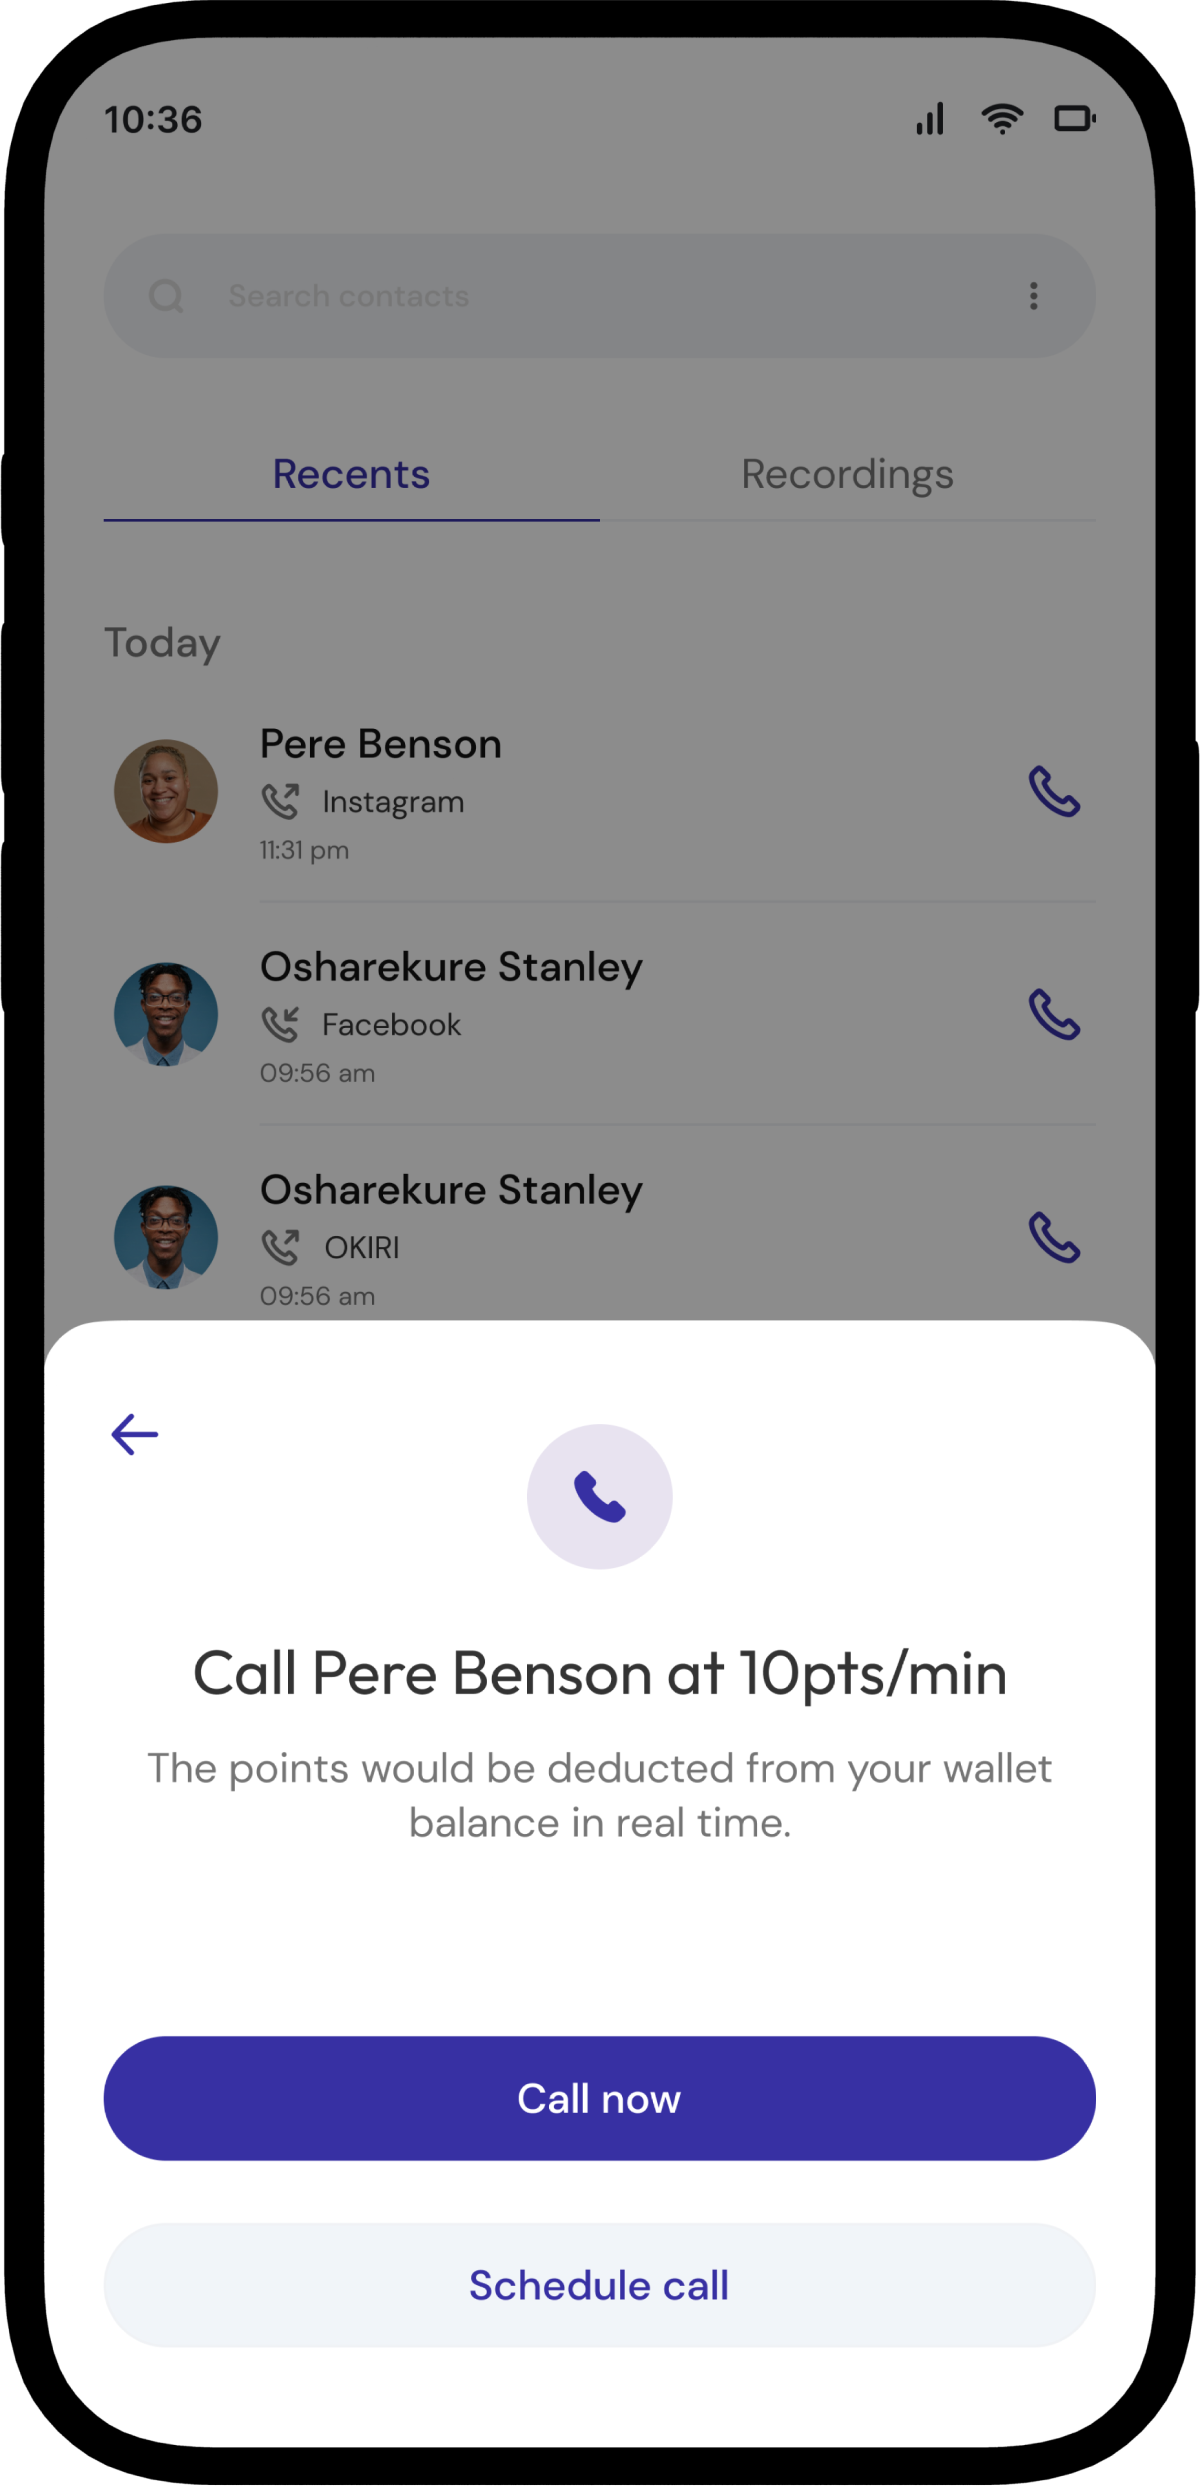 10:36
Search contacts
Recents
Recordings
Today
Pere Benson
Instagram
11:31 pm
Osharekure Stanley
Facebook
09:56 am
Osharekure Stanley
OKIRI
09:56 am
Call Pere Benson at 10pts/min
The points would be deducted from your wallet
balance in real time.
Call now
Schedule call